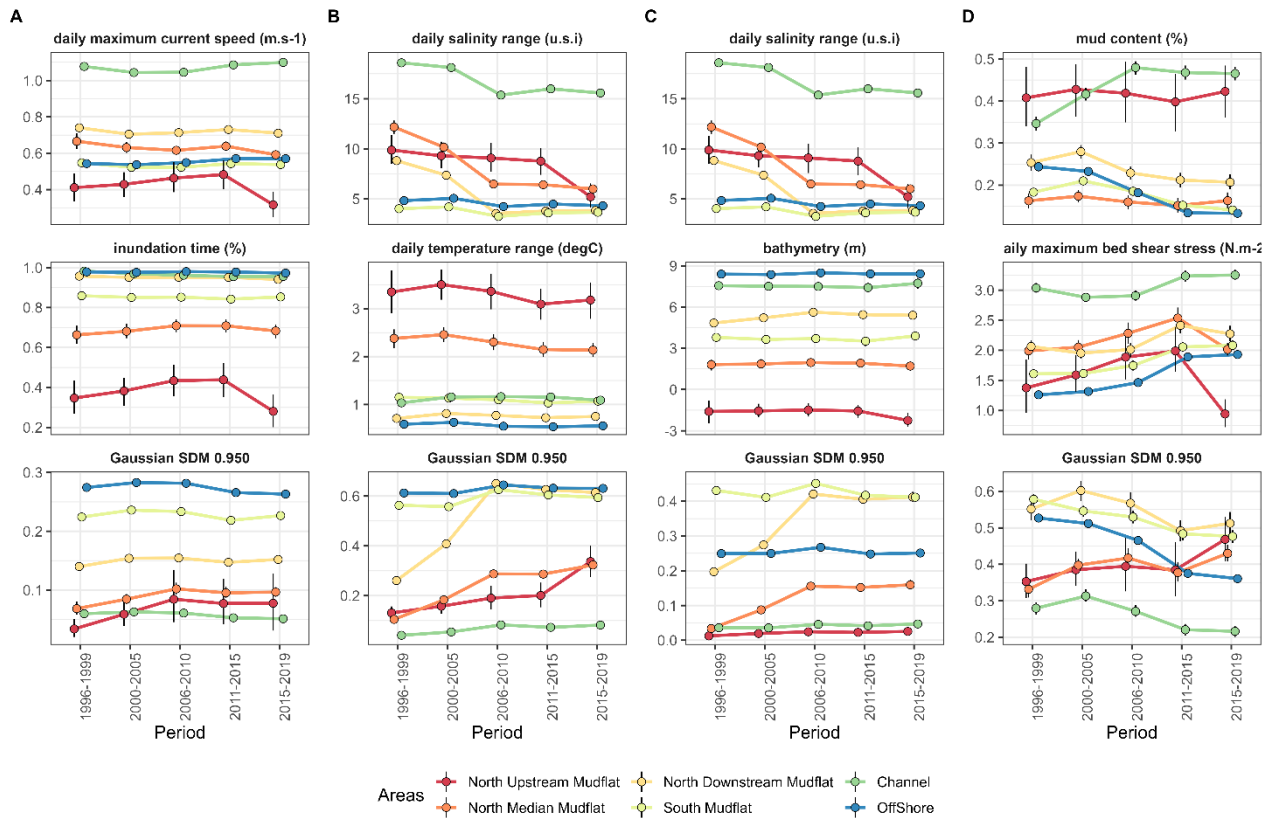 A
B
C
D
daily maximum current speed (m.s-1)
daily salinity range (u.s.i)
daily salinity range (u.s.i)
mud content (%)
1.0
0.8
0.6
0.4
15
10
5
15
10
5
0.5
0.4
0.3
0.2
inundation time (%)
daily temperature range (degC)
bathymetry (m)
aily maximum bed shear stress (N.m-2
1.0
0.8
0.6
0.4
0.2
3
2
1
9
6
3
0
-3
3.0
2.5
2.0
1.5
1.0
Gaussian SDM 0.950
Gaussian SDM 0.950
Gaussian SDM 0.950
Gaussian SDM 0.950
0.3
0.2
0.1
0.6
0.4
0.2
0.4
0.3
0.2
0.1
0.0
0.6
0.5
0.4
0.3
0.2
1996-1999
2000-2005
2006-2010
2011-2015
2015-2019
1996-1999
2000-2005
2006-2010
2011-2015
2015-2019
1996-1999
2000-2005
2006-2010
2011-2015
2015-2019
1996-1999
2000-2005
2006-2010
2011-2015
2015-2019
Period
Period
Period
Period
Areas
North Upstream Mudflat
North Downstream Mudflat
Channel
North Median Mudflat
South Mudflat
OffShore